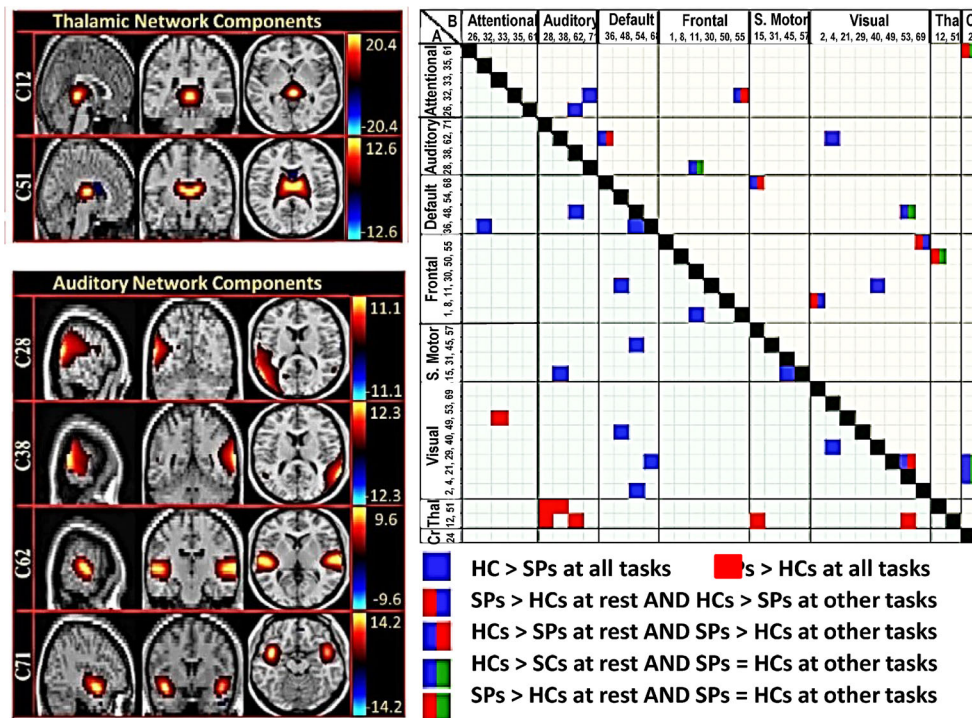 Thalamic Network Components
C12
20.4
-20.4
C51
12.6
-12.6
Auditory Network Components
C28
11.1
-11.1
C38
12.3
-12.3
C62
9.6
-9.6
C71
14.2
-14.2
B
A
Attentional Auditory Default Frontal S. Motor Visual Tha
26, 32, 33, 35, 61 28, 38, 62, 71 36, 48, 54, 68 1, 8, 11, 30, 50, 55 15, 31, 45, 57 2, 4, 21, 29, 40, 49, 53, 69 12, 51
Attentional
26, 32, 33, 35, 61
Auditory
28, 38, 62, 71
Default
36, 48, 54, 68
Frontal
1, 8, 11, 30, 50, 55
S. Motor
15, 31, 45, 57
Visual
2, 4, 21, 29, 40, 49, 53, 69
Thal
12, 51
Cr
24
HC > SPs at all tasks
Ps > HCs at all tasks
SPs > HCs at rest AND HCs > SPs at other tasks
HCs > SPs at rest AND SPs > HCs at other tasks
HCs > SCs at rest AND SPs = HCs at other tasks
SPs > HCs at rest AND SPs = HCs at other tasks